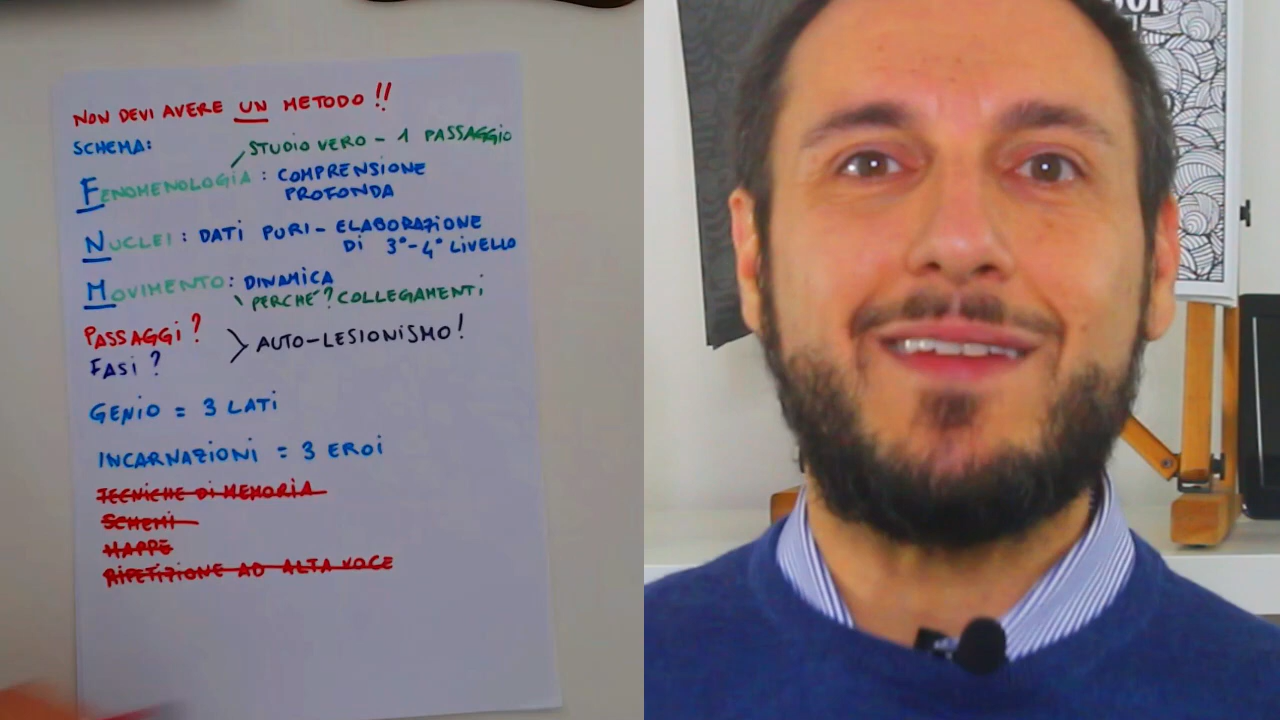 NON DEVI AVERE UN METODO !!
SCHEMA:
STUDIO VERO - 1 PASSAGGIO
FENOMENOLOGIA : COMPRENSIONE
PROFONDA
NUCLEI : DATI PURI - ELABORAZIONE
DI 3° - 4° LIVELLO
MOVIMENTO : DINAMICA
PERCHÉ? COLLEGAMENTI
PASSAGGI ?
FASI ?
AUTO-LESIONISMO!
GENIO = 3 LATI
INCARNAZIONI = 3 EROI
TECNICHE DI MEMORIA
SCHEMI
MAPPE
RIPETIZIONE AD ALTA VOCE